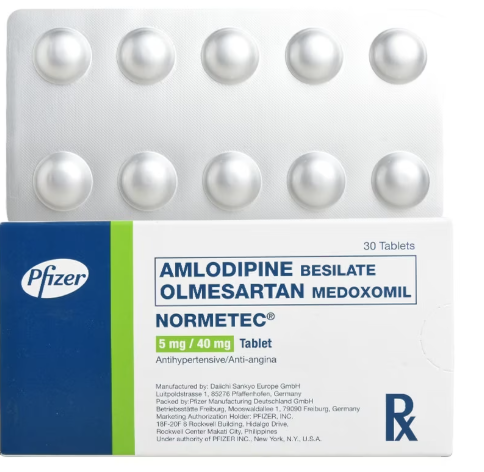 30 Tablets
Pfizer
AMLODIPINE BESILATE
OLMESARTAN MEDOXOMIL
NORMETEC®
5 mg / 40 mg Tablet
Antihypertensive/Anti-angina
Manufactured by: Daiichi Sankyo Europe GmbH
Luitpoldstrasse 1, 85276 Pfaffenhofen, Germany
Packed by: Pfizer Manufacturing Deutschland GmbH
Betriebsstätte Freiburg, Mooswaldallee 1, 79090 Freiburg, Germany
Marketing Authorization Holder: PFIZER, INC.
18F-20F 8 Rockwell Building, Hidalgo Drive,
Rockwell Center Makati City, Philippines
Under authority of PFIZER INC., New York, N.Y., U.S.A.
Rx